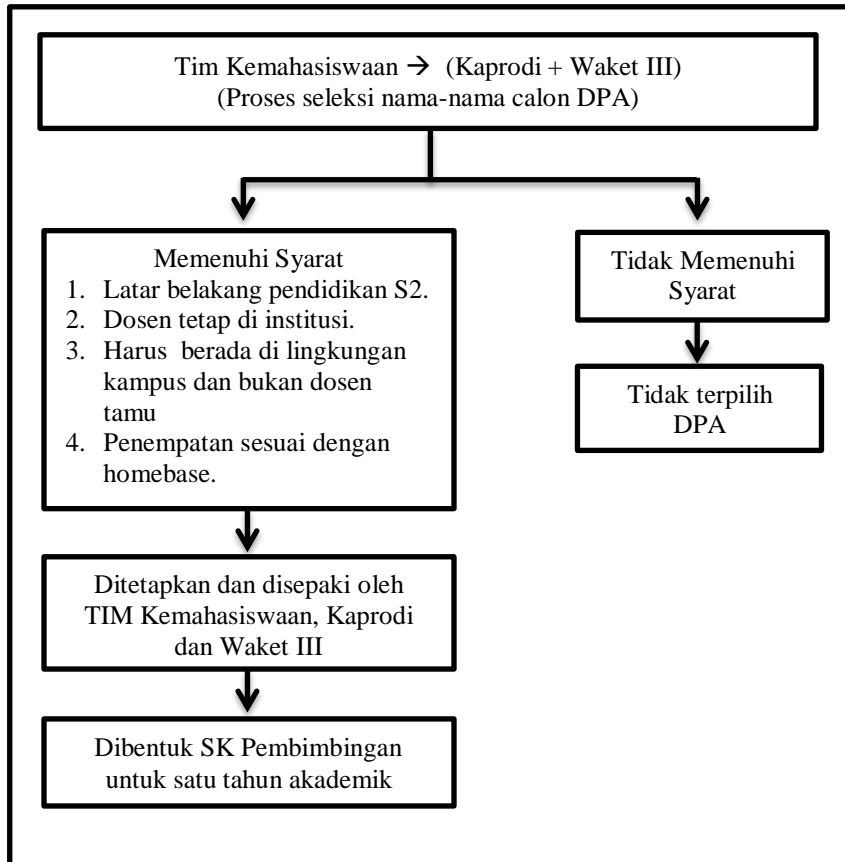 Tim Kemahasiswaan → (Kaprodi + Waket III)
(Proses seleksi nama-nama calon DPA)
Memenuhi Syarat
1. Latar belakang pendidikan S2.
2. Dosen tetap di institusi.
3. Harus berada di lingkungan
kampus dan bukan dosen
tamu
4. Penempatan sesuai dengan
homebase.
Tidak Memenuhi
Syarat
Tidak terpilih
DPA
Ditetapkan dan disepaki oleh
TIM Kemahasiswaan, Kaprodi
dan Waket III
Dibentuk SK Pembimbingan
untuk satu tahun akademik